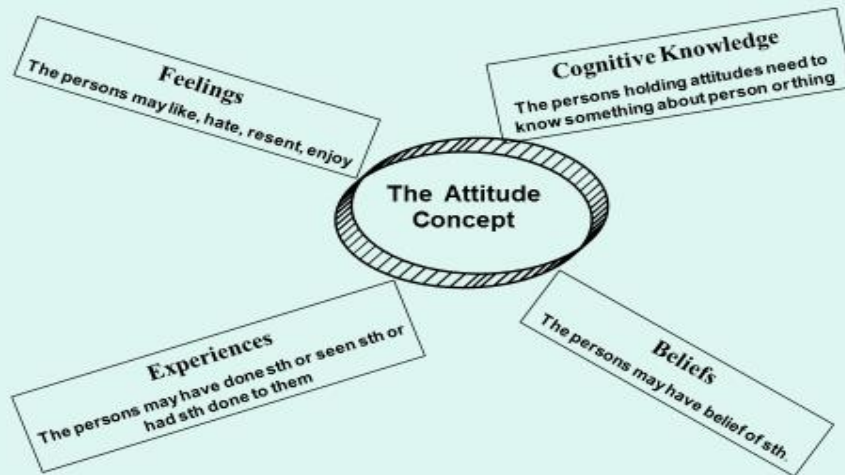 Feelings
The persons may like, hate, resent, enjoy
Cognitive Knowledge
The persons holding attitudes need to
know something about person or thing
The Attitude
Concept
Experiences
The persons may have done sth or seen sth or
had sth done to them
Beliefs
The persons may have belief of sth.